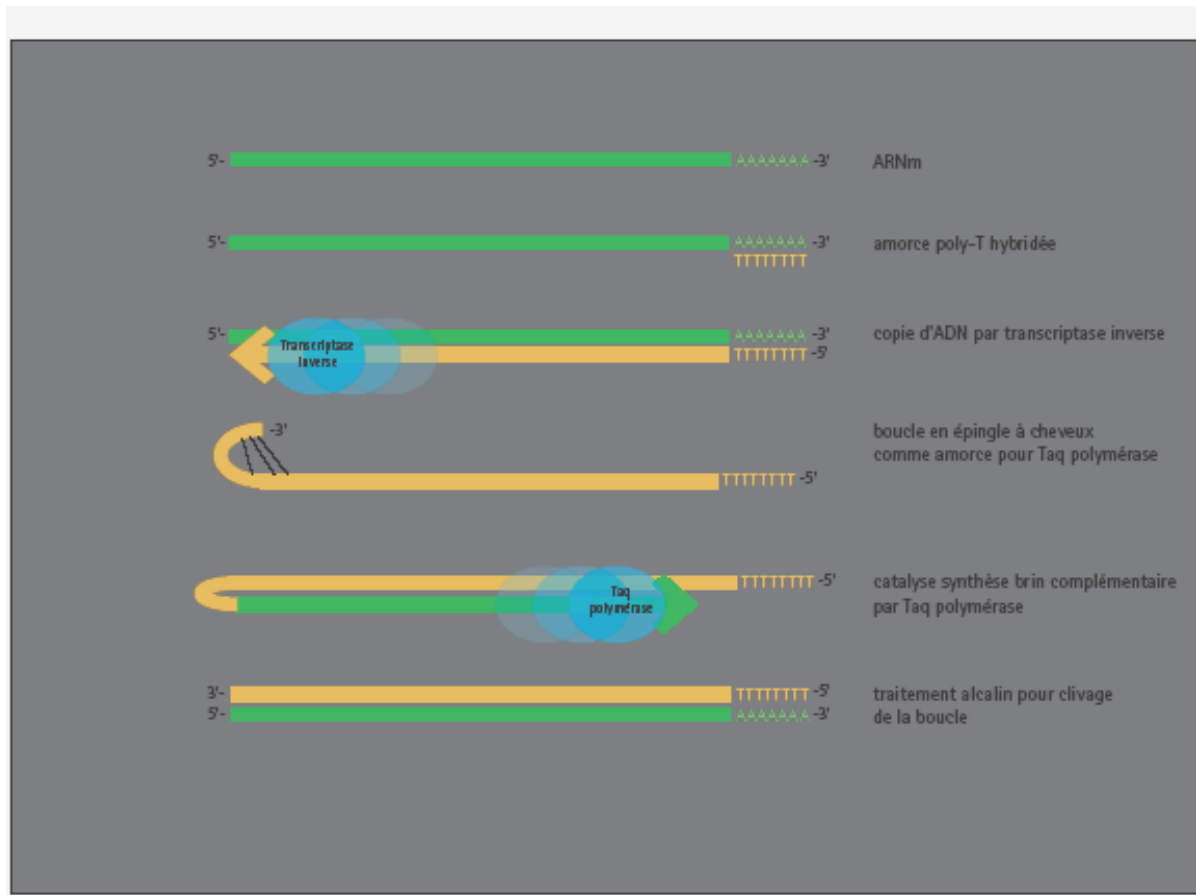 5'- AAAAAAA -3' ARNm
5'- AAAAAAA -3' amorce poly-T hybridée
TTTTTTTT
5'- AAAAAAA -3' copie d'ADN par transcriptase inverse
Transcriptase
Inverse
TTTTTTTT -5'
-3' boucle en épingle à cheveux
comme amorce pour Taq polymérase
TTTTTTTT -5'
TTTTTTTT -5' catalyse synthèse brin complémentaire
Taq
polymérase par Taq polymérase
3'- TTTTTTTT -5' traitement alcalin pour clivage
5'- AAAAAAA -3' de la boucle